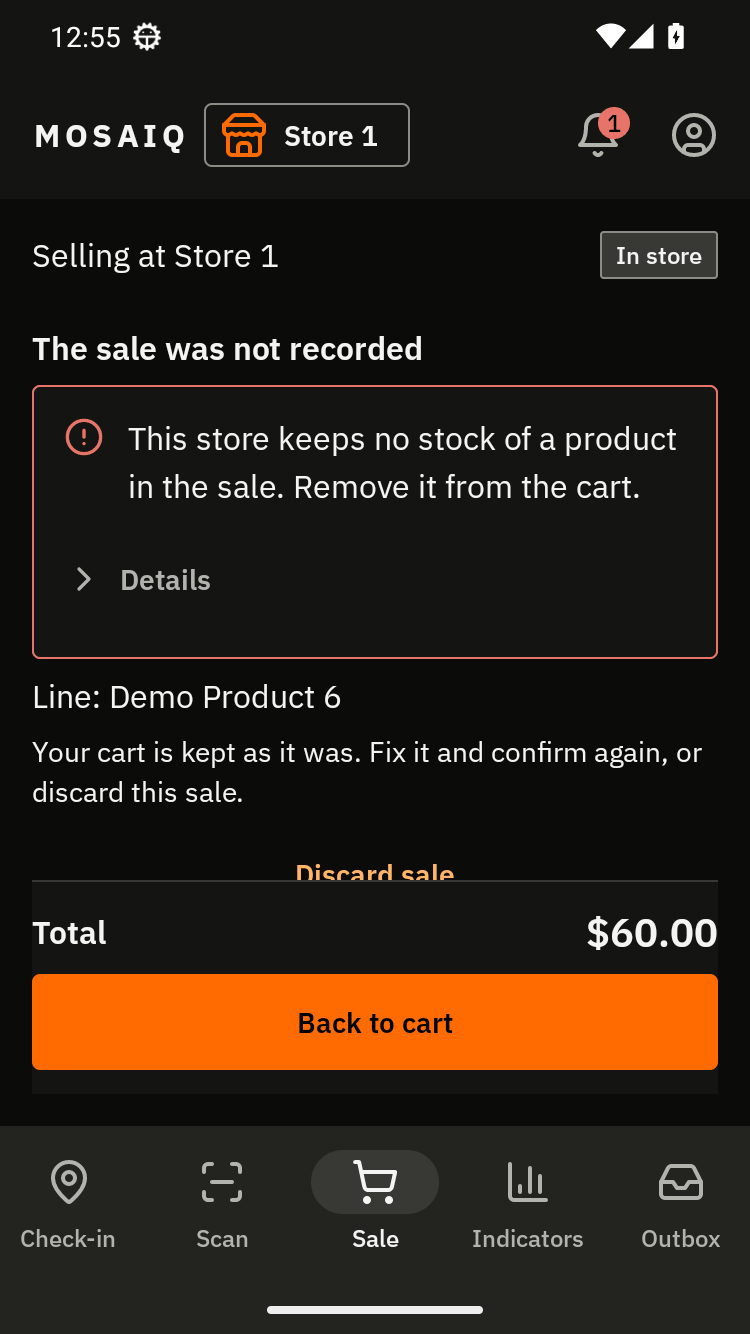 12:55
MOSAIQ
Store 1
1
Selling at Store 1
In store
The sale was not recorded
This store keeps no stock of a product
in the sale. Remove it from the cart.
Details
Line: Demo Product 6
Your cart is kept as it was. Fix it and confirm again, or
discard this sale.
Discard sale
Total
$60.00
Back to cart
Check-in
Scan
Sale
Indicators
Outbox